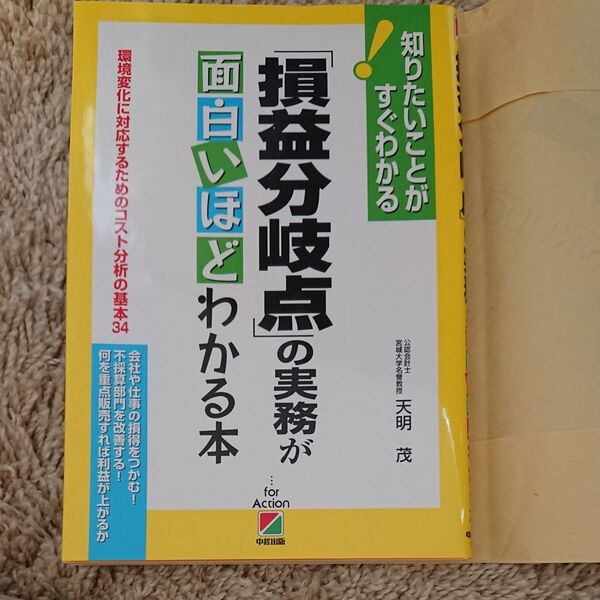 知りたいことが
すぐわかる
!
「損益分岐点」の実務が
面白いほどわかる本
環境変化に対応するためのコスト分析の基本34
公認会計士
宮城大学名誉教授
天明 茂
会社や仕事の損得をつかむ!
不採算部門を改善する!
何を重点販売すれば利益が上がるか
…for
Action
中経出版